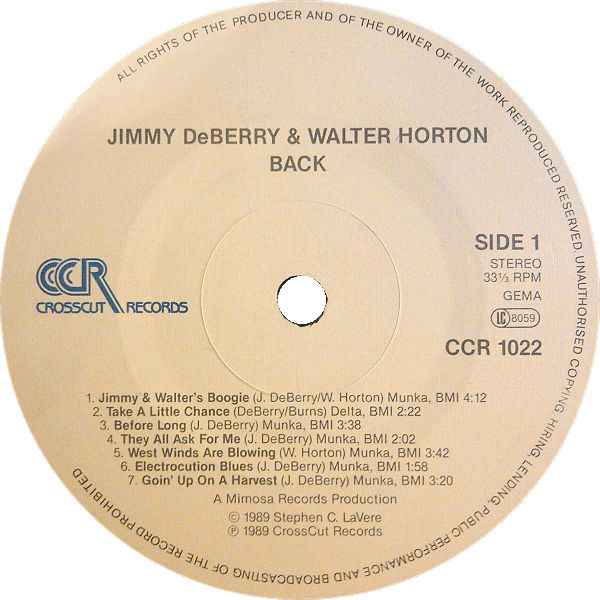 ALL RIGHTS OF THE PRODUCER AND OF THE OWNER OF THE WORK REPRODUCED RESERVED. UNAUTHORISED COPYING, HIRING, LENDING, PUBLIC PERFORMANCE AND BROADCASTING OF THE RECORD PROHIBITED
JIMMY DeBERRY & WALTER HORTON
BACK
SIDE 1
STEREO
33⅓ RPM
GEMA
LC 8059
CCR 1022
CCR
CROSSCUT RECORDS
1. Jimmy & Walter's Boogie (J. DeBerry/W. Horton) Munka, BMI 4:12
2. Take A Little Chance (DeBerry/Burns) Delta, BMI 2:22
3. Before Long (J. DeBerry) Munka, BMI 3:38
4. They All Ask For Me (J. DeBerry) Munka, BMI 2:02
5. West Winds Are Blowing (W. Horton) Munka, BMI 3:42
6. Electrocution Blues (J. DeBerry) Munka, BMI 1:58
7. Goin' Up On A Harvest (J. DeBerry) Munka, BMI 3:20
A Mimosa Records Production
© 1989 Stephen C. LaVere
℗ 1989 CrossCut Records